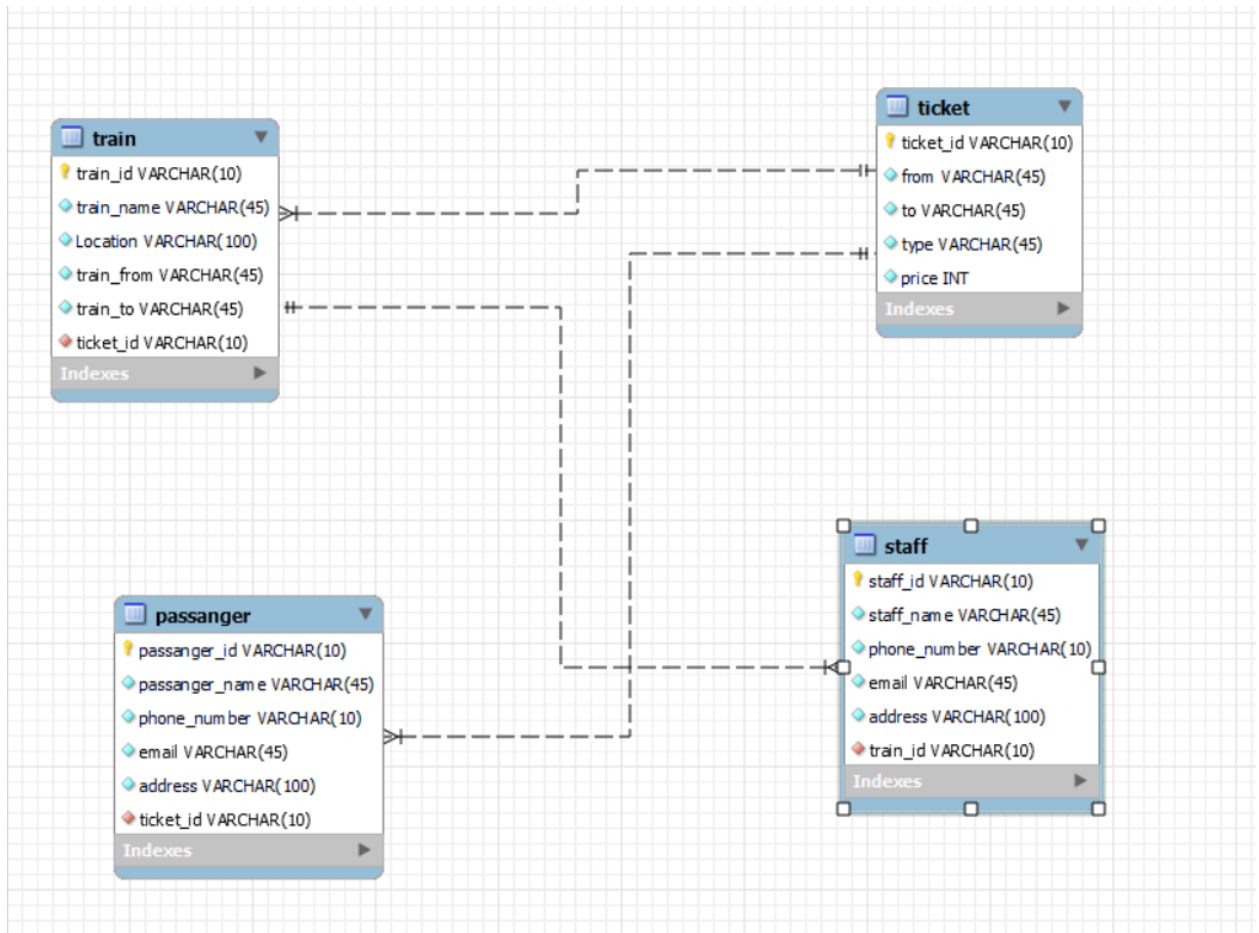 train
train_id VARCHAR(10)
train_name VARCHAR(45)
Location VARCHAR(100)
train_from VARCHAR(45)
train_to VARCHAR(45)
ticket_id VARCHAR(10)
Indexes
ticket
ticket_id VARCHAR(10)
from VARCHAR(45)
to VARCHAR(45)
type VARCHAR(45)
price INT
Indexes
passanger
passanger_id VARCHAR(10)
passanger_name VARCHAR(45)
phone_number VARCHAR(10)
email VARCHAR(45)
address VARCHAR(100)
ticket_id VARCHAR(10)
Indexes
staff
staff_id VARCHAR(10)
staff_name VARCHAR(45)
phone_number VARCHAR(10)
email VARCHAR(45)
address VARCHAR(100)
train_id VARCHAR(10)
Indexes